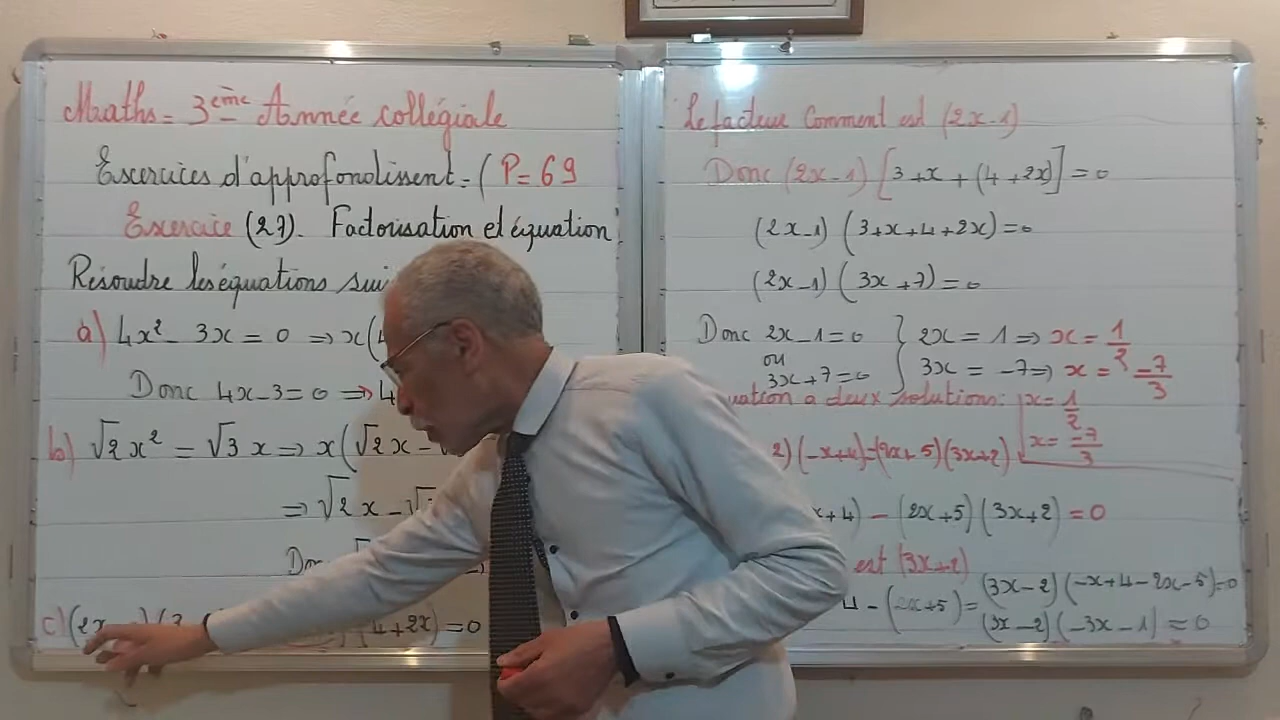 Maths = 3ème Année collégiale
Exercices d'approfondissent = ( P = 69
Exercice (27). Factorisation et équation
Résoudre les équations sui
a) 4x² - 3x = 0 ⇒ x(4
Donc 4x - 3 = 0 ⇒ 4
b) √2 x² = √3 x ⇒ x(√2 x -
⇒ √2 x - √
Don
c) (2x (4 + 2x) = 0
Le facteur Comment est (2x - 1)
Donc (2x - 1) [3 + x + (4 + 2x)] = 0
(2x - 1) (3 + x + 4 + 2x) = 0
(2x - 1) (3x + 7) = 0
Donc 2x - 1 = 0 } 2x = 1 ⇒ x = 1/2
ou
3x + 7 = 0 } 3x = -7 ⇒ x = -7/3
uation a deux solutions: x = 1/2
x = -7/3
2) (-x + 4) = (2x + 5) (3x + 2)
x + 4) - (2x + 5) (3x + 2) = 0
est (3x + 2)
4 - (2x + 5) = (3x - 2) (-x + 4 - 2x - 5) = 0
(3x - 2) (-3x - 1) = 0